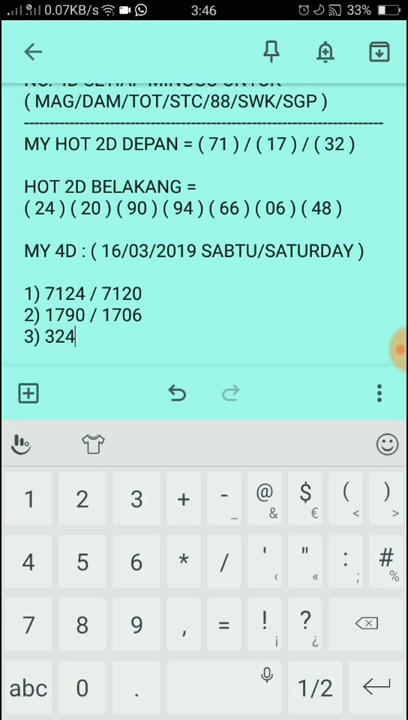 0.07KB/s 3:46 33%
( MAG/DAM/TOT/STC/88/SWK/SGP )
MY HOT 2D DEPAN = ( 71 ) / ( 17 ) / ( 32 )
HOT 2D BELAKANG =
( 24 ) ( 20 ) ( 90 ) ( 94 ) ( 66 ) ( 06 ) ( 48 )
MY 4D : ( 16/03/2019 SABTU/SATURDAY )
1) 7124 / 7120
2) 1790 / 1706
3) 324
1 2 3 + - _ @ & $ € ( < ) >
4 5 6 * / ' ‹ " « : ; # %
7 8 9 , = ! ¡ ? ¿
abc 0 . 1/2